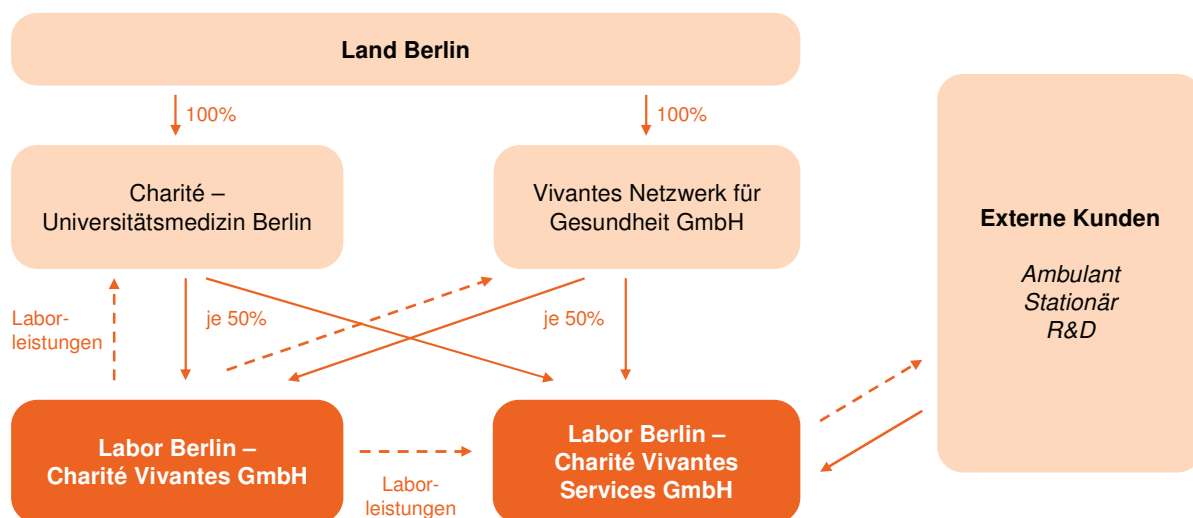 Land Berlin
100%
100%
Charité –
Universitätsmedizin Berlin
Vivantes Netzwerk für
Gesundheit GmbH
Externe Kunden
Ambulant
Stationär
R&D
Labor-
leistungen
je 50%
je 50%
Labor Berlin –
Charité Vivantes GmbH
Labor-
leistungen
Labor Berlin –
Charité Vivantes
Services GmbH